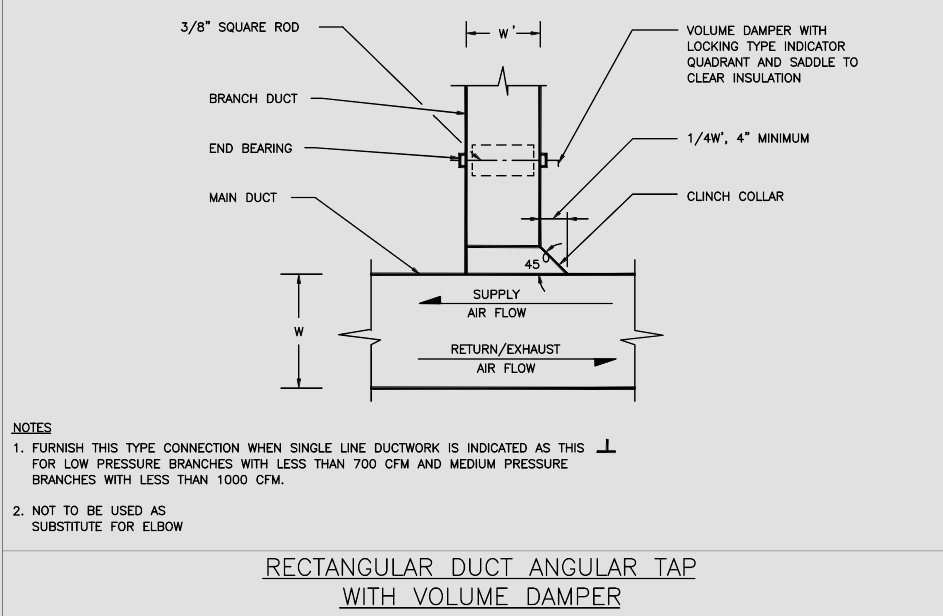 3/8” SQUARE ROD
W'
VOLUME DAMPER WITH
LOCKING TYPE INDICATOR
QUADRANT AND SADDLE TO
CLEAR INSULATION
BRANCH DUCT
1/4W', 4” MINIMUM
END BEARING
MAIN DUCT
CLINCH COLLAR
45°
SUPPLY
AIR FLOW
W
RETURN/EXHAUST
AIR FLOW
NOTES
1. FURNISH THIS TYPE CONNECTION WHEN SINGLE LINE DUCTWORK IS INDICATED AS THIS
FOR LOW PRESSURE BRANCHES WITH LESS THAN 700 CFM AND MEDIUM PRESSURE
BRANCHES WITH LESS THAN 1000 CFM.
2. NOT TO BE USED AS
SUBSTITUTE FOR ELBOW
RECTANGULAR DUCT ANGULAR TAP
WITH VOLUME DAMPER